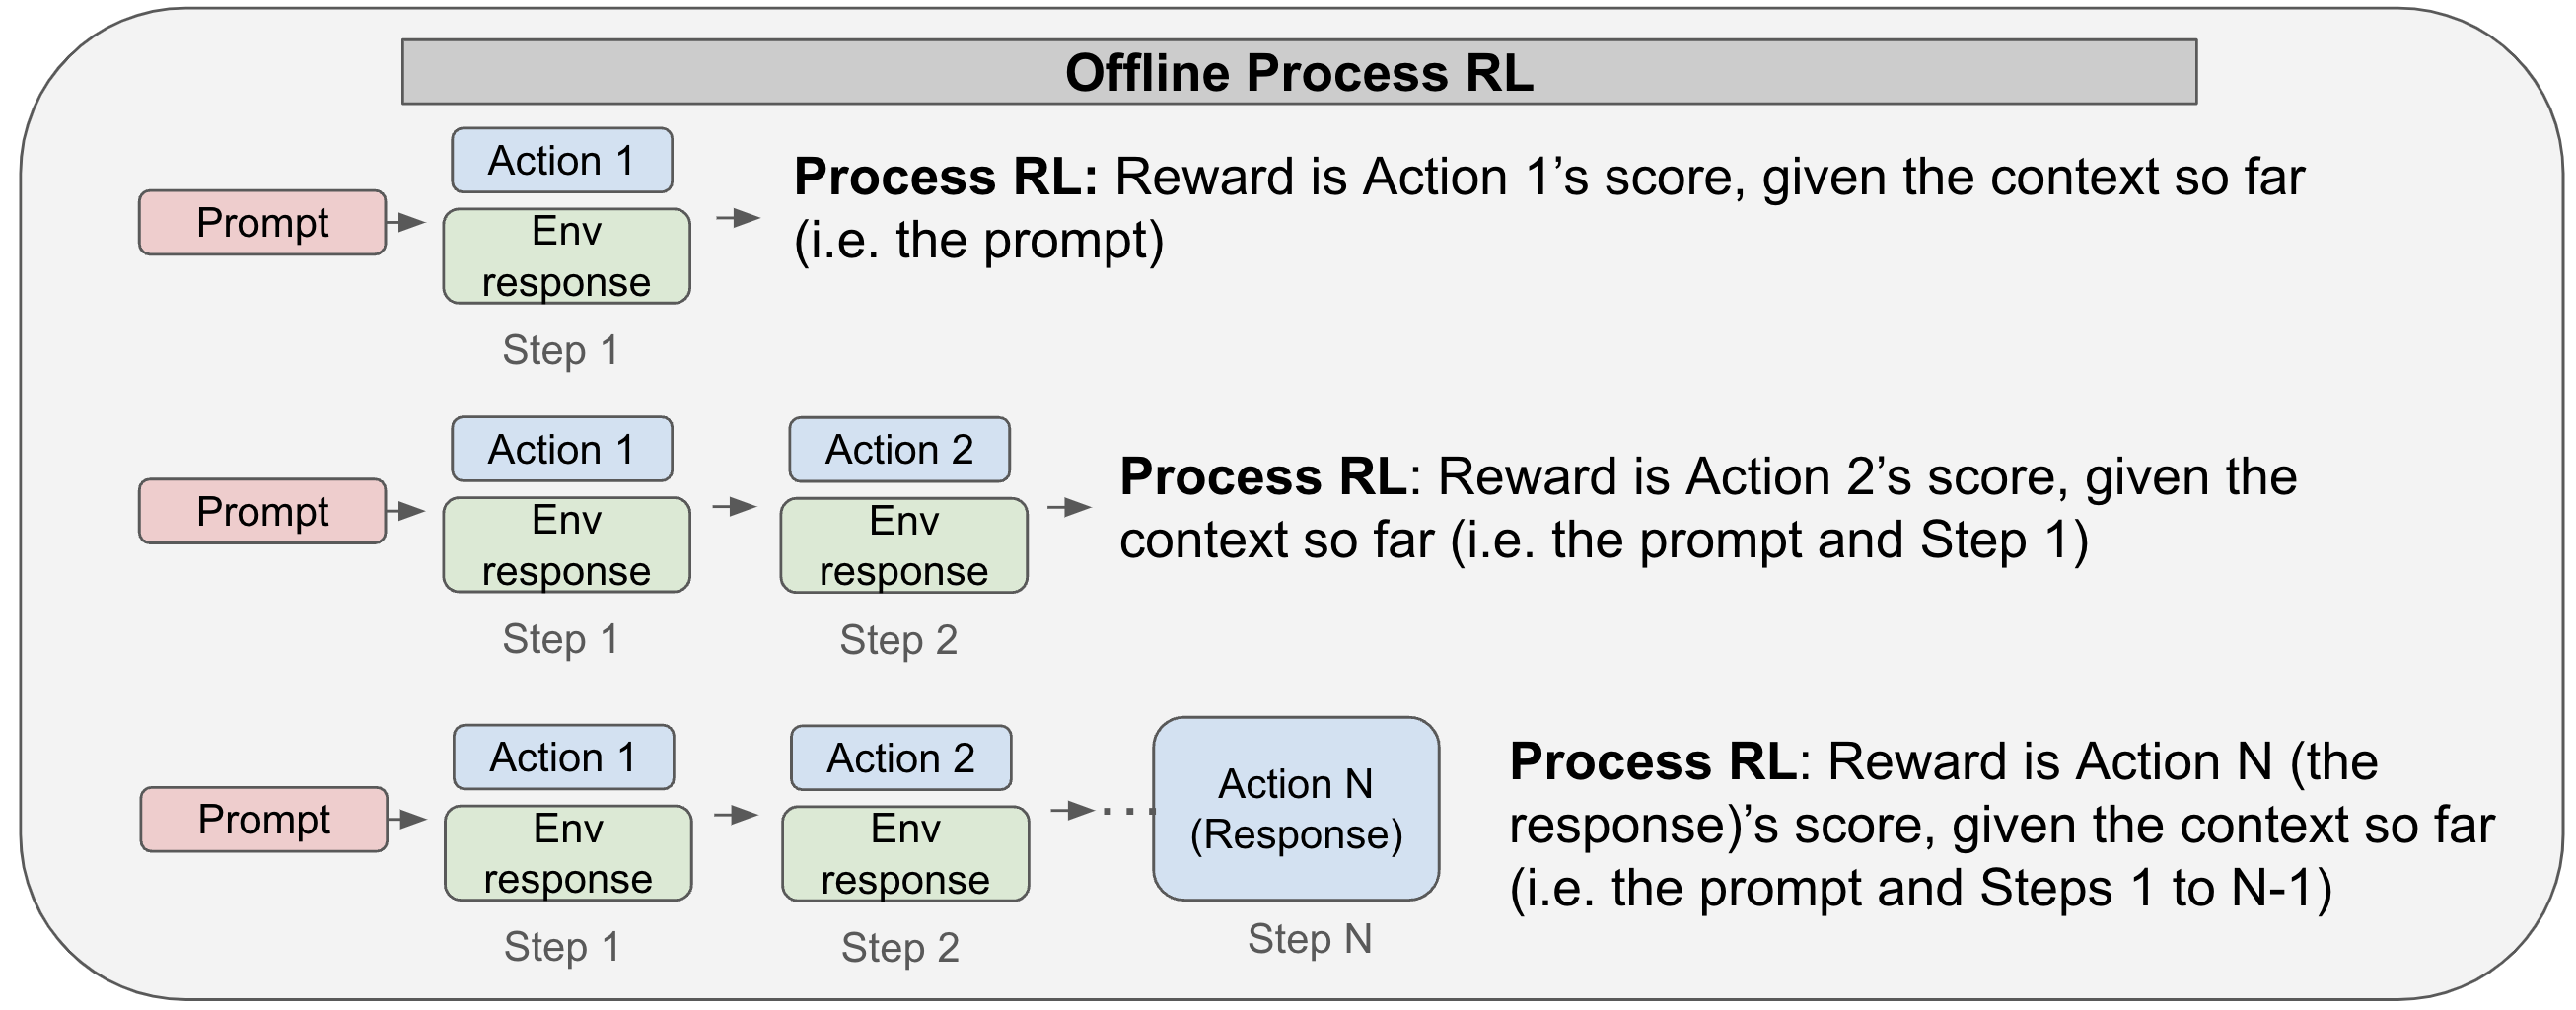 Offline Process RL
Action 1
Prompt
Env
response
Step 1
Process RL: Reward is Action 1’s score, given the context so far
(i.e. the prompt)
Action 1
Action 2
Prompt
Env
response
Env
response
Step 1
Step 2
Process RL: Reward is Action 2’s score, given the
context so far (i.e. the prompt and Step 1)
Action 1
Action 2
Prompt
Env
response
Env
response
...
Action N
(Response)
Step 1
Step 2
Step N
Process RL: Reward is Action N (the
response)’s score, given the context so far
(i.e. the prompt and Steps 1 to N-1)